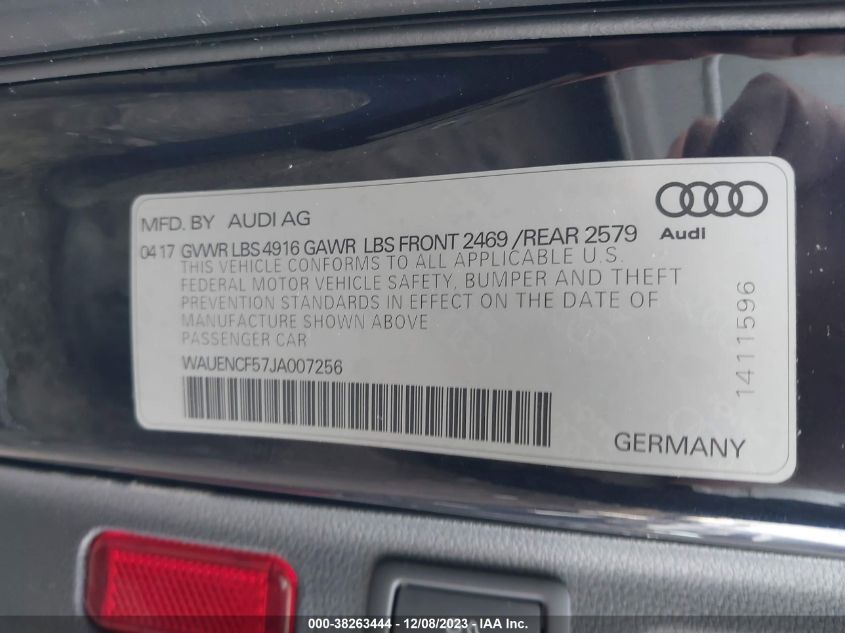 MFD. BY AUDI AG
Audi
04 17 GVWR LBS 4916 GAWR LBS FRONT 2469 /REAR 2579
THIS VEHICLE CONFORMS TO ALL APPLICABLE U.S.
FEDERAL MOTOR VEHICLE SAFETY, BUMPER AND THEFT
PREVENTION STANDARDS IN EFFECT ON THE DATE OF
MANUFACTURE SHOWN ABOVE
PASSENGER CAR
WAUENCF57JA007256
1411596
GERMANY
000-38263444 - 12/08/2023 - IAA Inc.